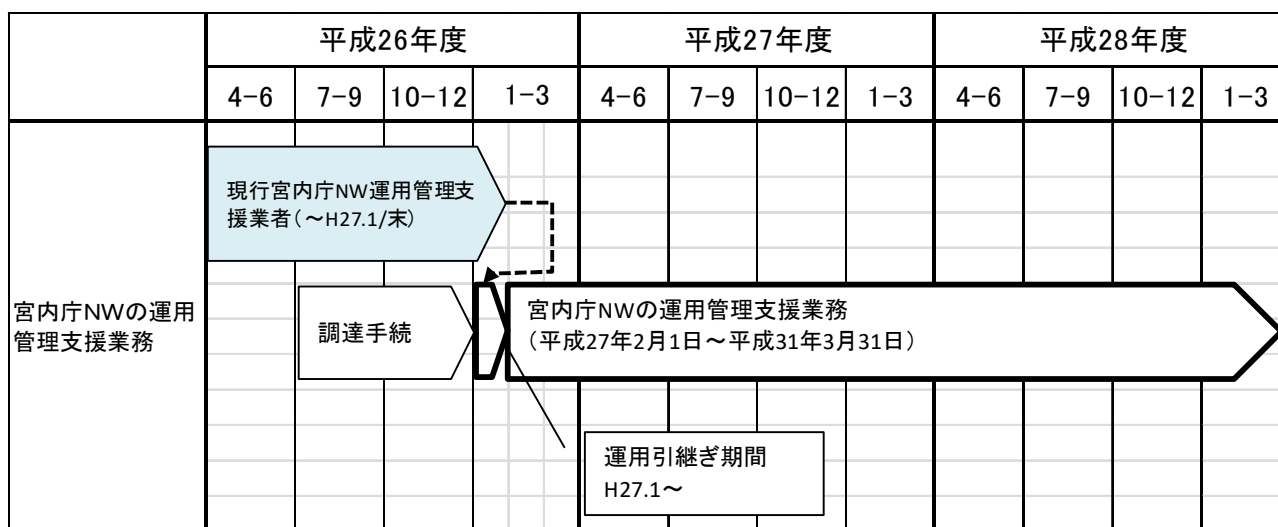 平成26年度 平成27年度 平成28年度
4-6 7-9 10-12 1-3 4-6 7-9 10-12 1-3 4-6 7-9 10-12 1-3
現行宮内庁NW運用管理支
援業者（～H27.1/末）
宮内庁NWの運用
管理支援業務
調達手続
宮内庁NWの運用管理支援業務
（平成27年2月1日～平成31年3月31日）
運用引継ぎ期間
H27.1～